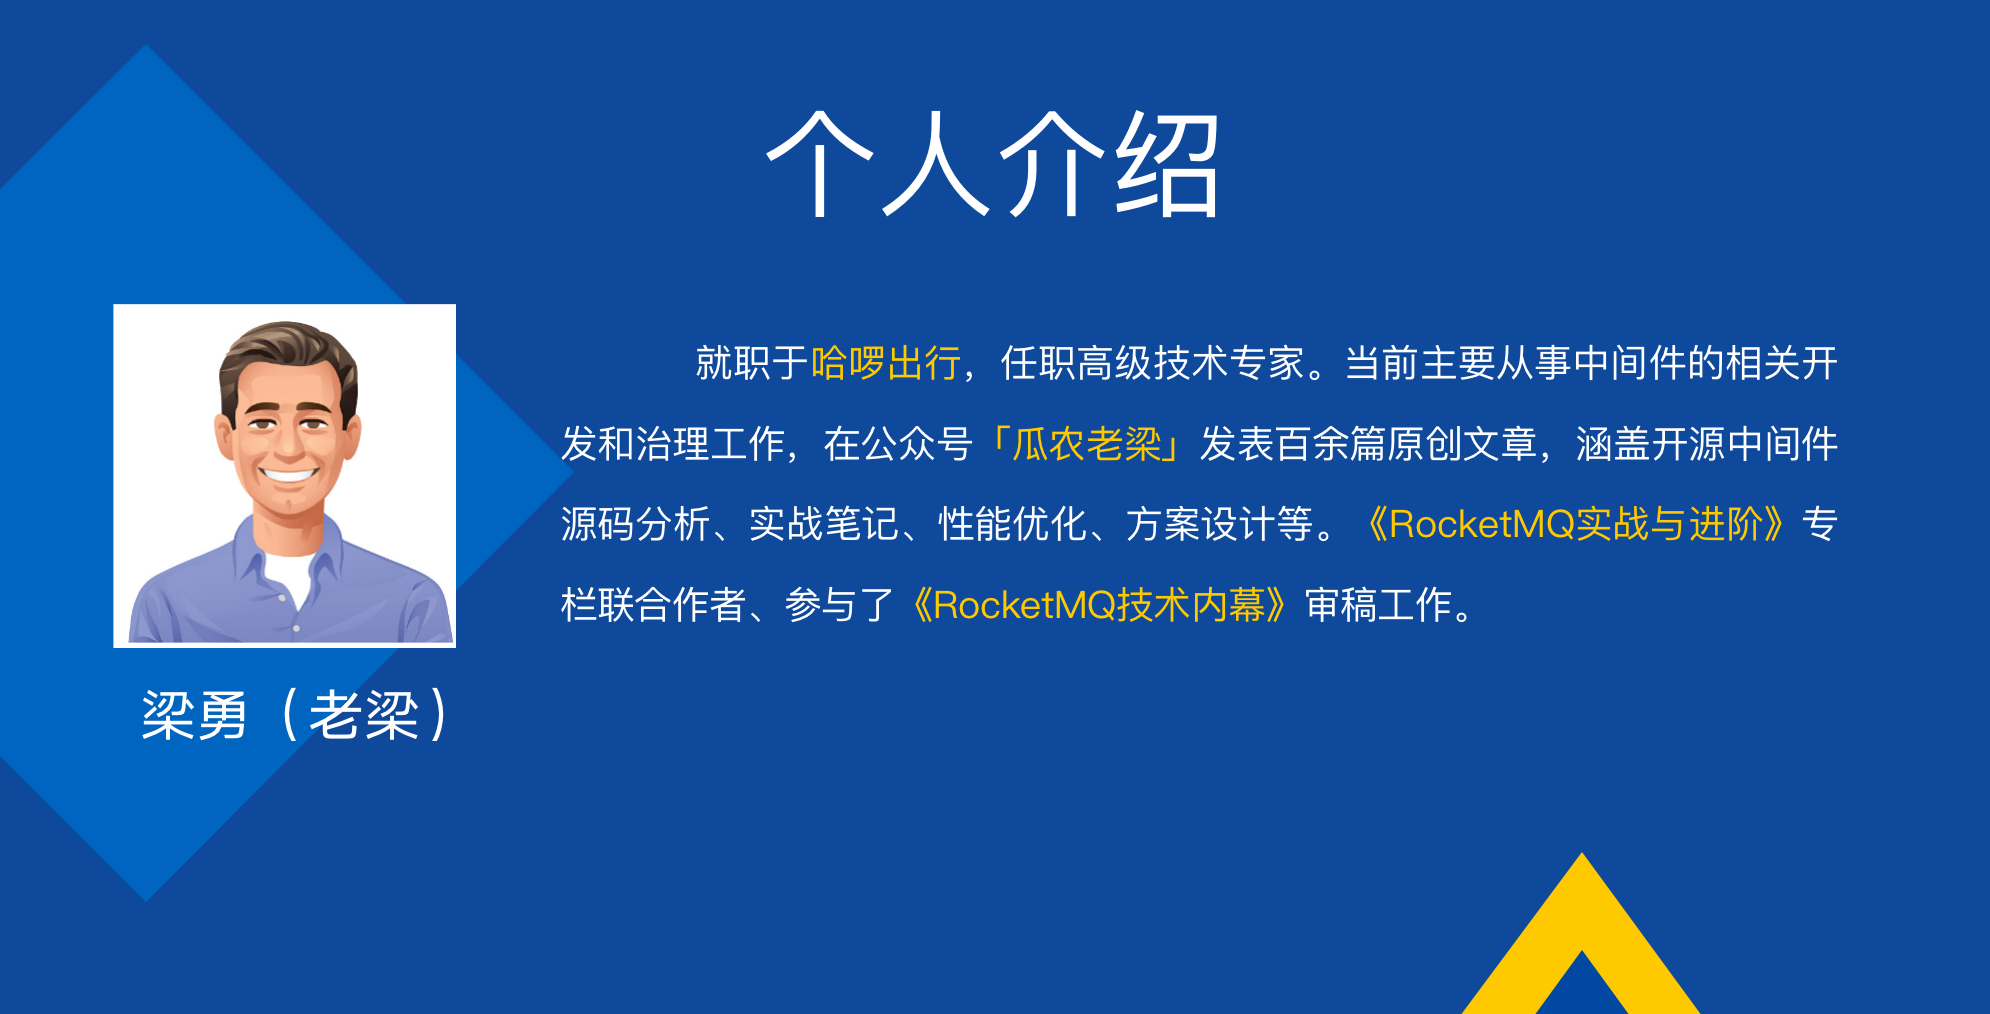 个人介绍
就职于哈啰出行，任职高级技术专家。当前主要从事中间件的相关开
发和治理工作，在公众号「瓜农老梁」发表百余篇原创文章，涵盖开源中间件
源码分析、实战笔记、性能优化、方案设计等。《RocketMQ实战与进阶》专
栏联合作者、参与了《RocketMQ技术内幕》审稿工作。
梁勇（老梁）